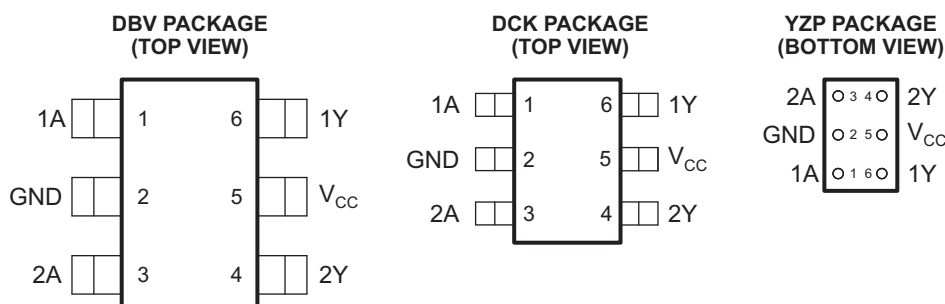 DBV PACKAGE
(TOP VIEW)
1A 1 6 1Y
GND 2 5 VCC
2A 3 4 2Y
DCK PACKAGE
(TOP VIEW)
1A 1 6 1Y
GND 2 5 VCC
2A 3 4 2Y
YZP PACKAGE
(BOTTOM VIEW)
2A 3 4 2Y
GND 2 5 VCC
1A 1 6 1Y